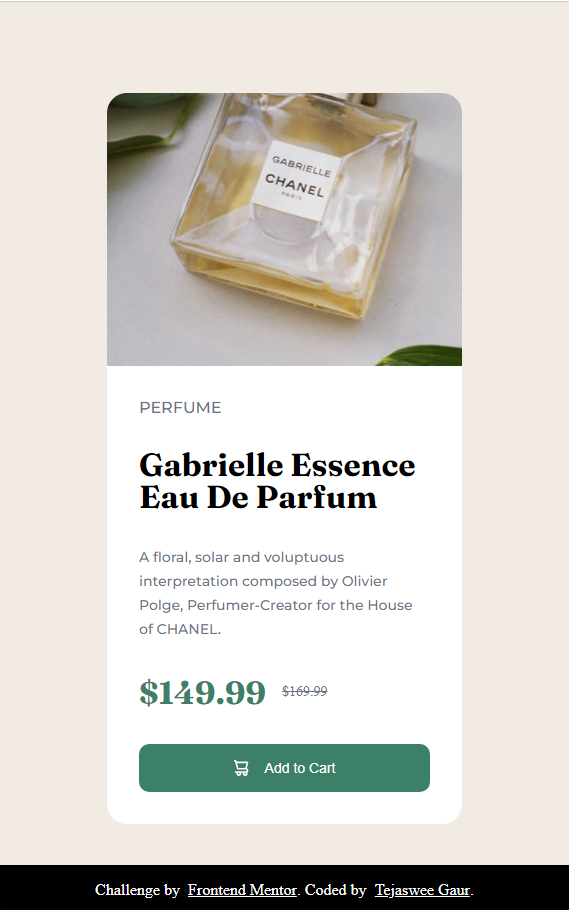 GABRIELLE
CHANEL
PARIS
PERFUME
Gabrielle Essence
Eau De Parfum
A floral, solar and voluptuous
interpretation composed by Olivier
Polge, Perfumer-Creator for the House
of CHANEL.
$149.99 $169.99
Add to Cart
Challenge by Frontend Mentor. Coded by Tejaswee Gaur.